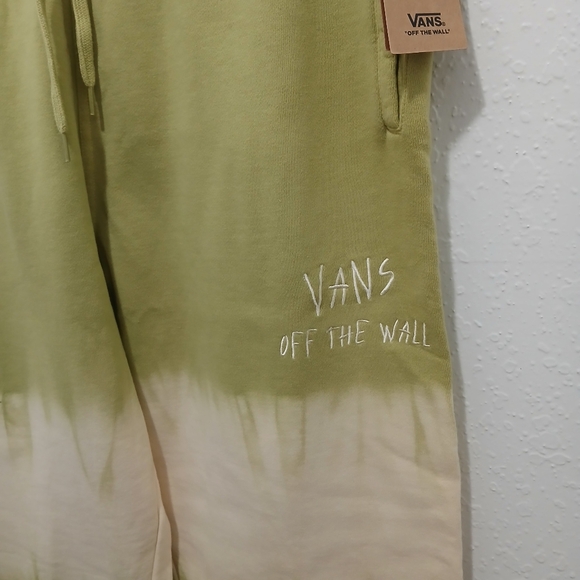 VANS
"OFF THE WALL"
VANS
OFF THE WALL